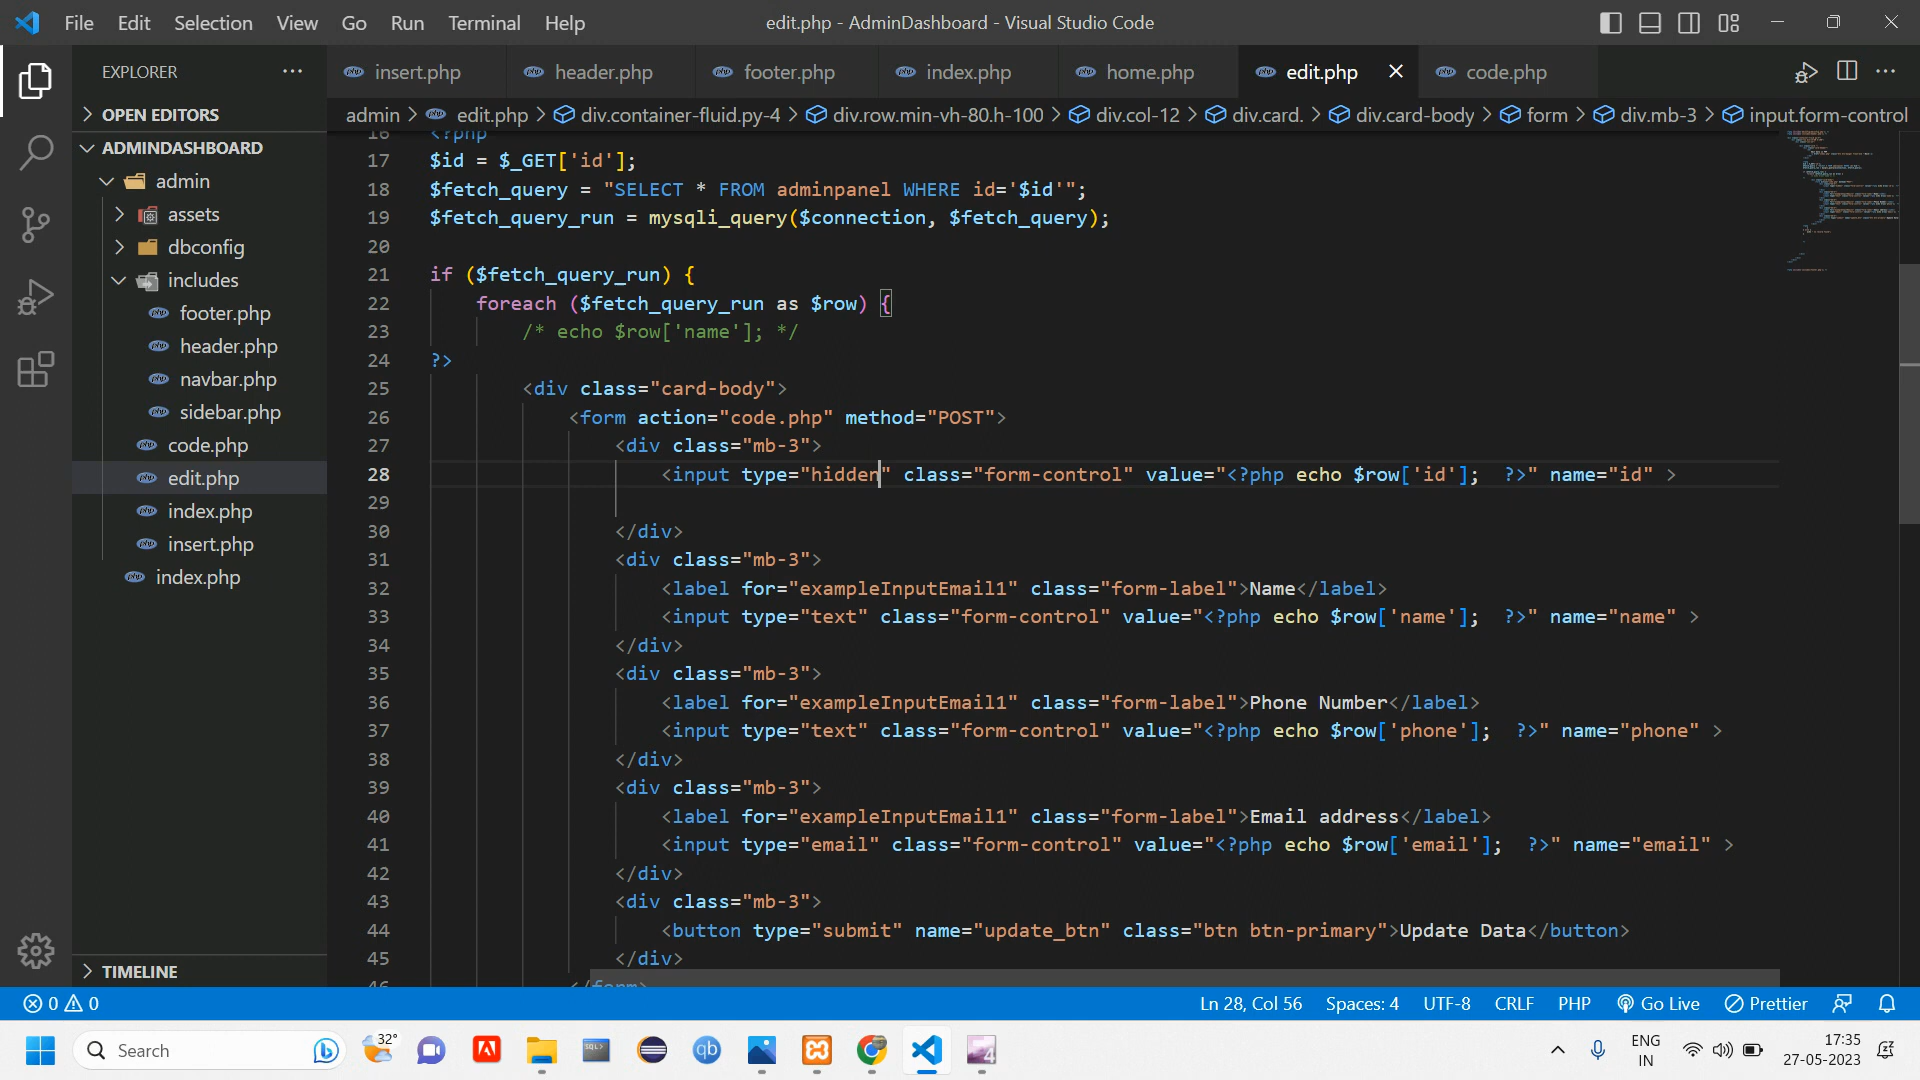 File Edit Selection View Go Run Terminal Help edit.php - AdminDashboard - Visual Studio Code
EXPLORER
insert.php header.php footer.php index.php home.php edit.php code.php
OPEN EDITORS
admin > edit.php > div.container-fluid.py-4 > div.row.min-vh-80.h-100 > div.col-12 > div.card. > div.card-body > form > div.mb-3 > input.form-control
ADMINDASHBOARD
admin
assets
dbconfig
includes
footer.php
header.php
navbar.php
sidebar.php
code.php
edit.php
index.php
insert.php
index.php
TIMELINE
16 <?php
17 $id = $_GET['id'];
18 $fetch_query = "SELECT * FROM adminpanel WHERE id='$id'";
19 $fetch_query_run = mysqli_query($connection, $fetch_query);
20
21 if ($fetch_query_run) {
22 foreach ($fetch_query_run as $row) {
23 /* echo $row['name']; */
24 ?>
25 <div class="card-body">
26 <form action="code.php" method="POST">
27 <div class="mb-3">
28 <input type="hidden" class="form-control" value="<?php echo $row['id']; ?>" name="id" >
29
30 </div>
31 <div class="mb-3">
32 <label for="exampleInputEmail1" class="form-label">Name</label>
33 <input type="text" class="form-control" value="<?php echo $row['name']; ?>" name="name" >
34 </div>
35 <div class="mb-3">
36 <label for="exampleInputEmail1" class="form-label">Phone Number</label>
37 <input type="text" class="form-control" value="<?php echo $row['phone']; ?>" name="phone" >
38 </div>
39 <div class="mb-3">
40 <label for="exampleInputEmail1" class="form-label">Email address</label>
41 <input type="email" class="form-control" value="<?php echo $row['email']; ?>" name="email" >
42 </div>
43 <div class="mb-3">
44 <button type="submit" name="update_btn" class="btn btn-primary">Update Data</button>
45 </div>
46 </form>
0 0 Ln 28, Col 56 Spaces: 4 UTF-8 CRLF PHP Go Live Prettier
Search 32° ENG IN 17:35
27-05-2023